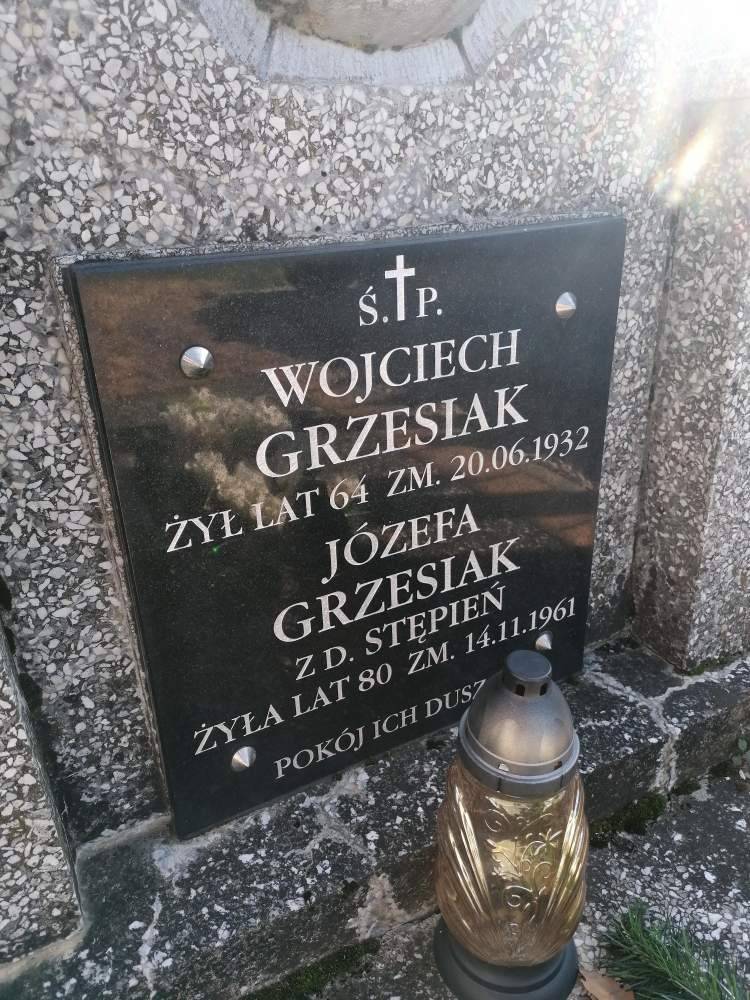 Ś. P.
WOJCIECH
GRZESIAK
ŻYŁ LAT 64 ZM. 20.06.1932
JÓZEFA
GRZESIAK
Z D. STĘPIEŃ
ŻYŁA LAT 80 ZM. 14.11.1961
POKÓJ ICH